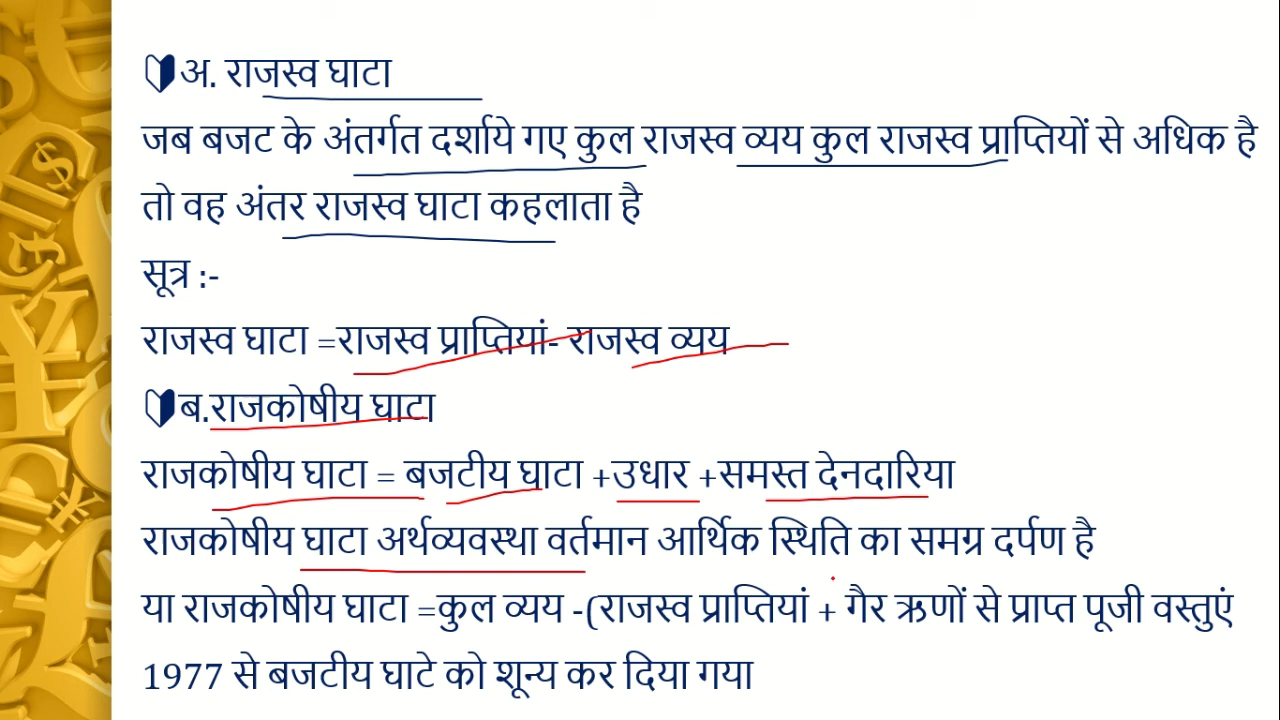 अ. राजस्व घाटा
जब बजट के अंतर्गत दर्शाये गए कुल राजस्व व्यय कुल राजस्व प्राप्तियों से अधिक है
तो वह अंतर राजस्व घाटा कहलाता है
सूत्र :-
राजस्व घाटा =राजस्व प्राप्तियां- राजस्व व्यय
ब.राजकोषीय घाटा
राजकोषीय घाटा = बजटीय घाटा +उधार +समस्त देनदारिया
राजकोषीय घाटा अर्थव्यवस्था वर्तमान आर्थिक स्थिति का समग्र दर्पण है
या राजकोषीय घाटा =कुल व्यय -(राजस्व प्राप्तियां + गैर ऋणों से प्राप्त पूजी वस्तुएं
1977 से बजटीय घाटे को शून्य कर दिया गया